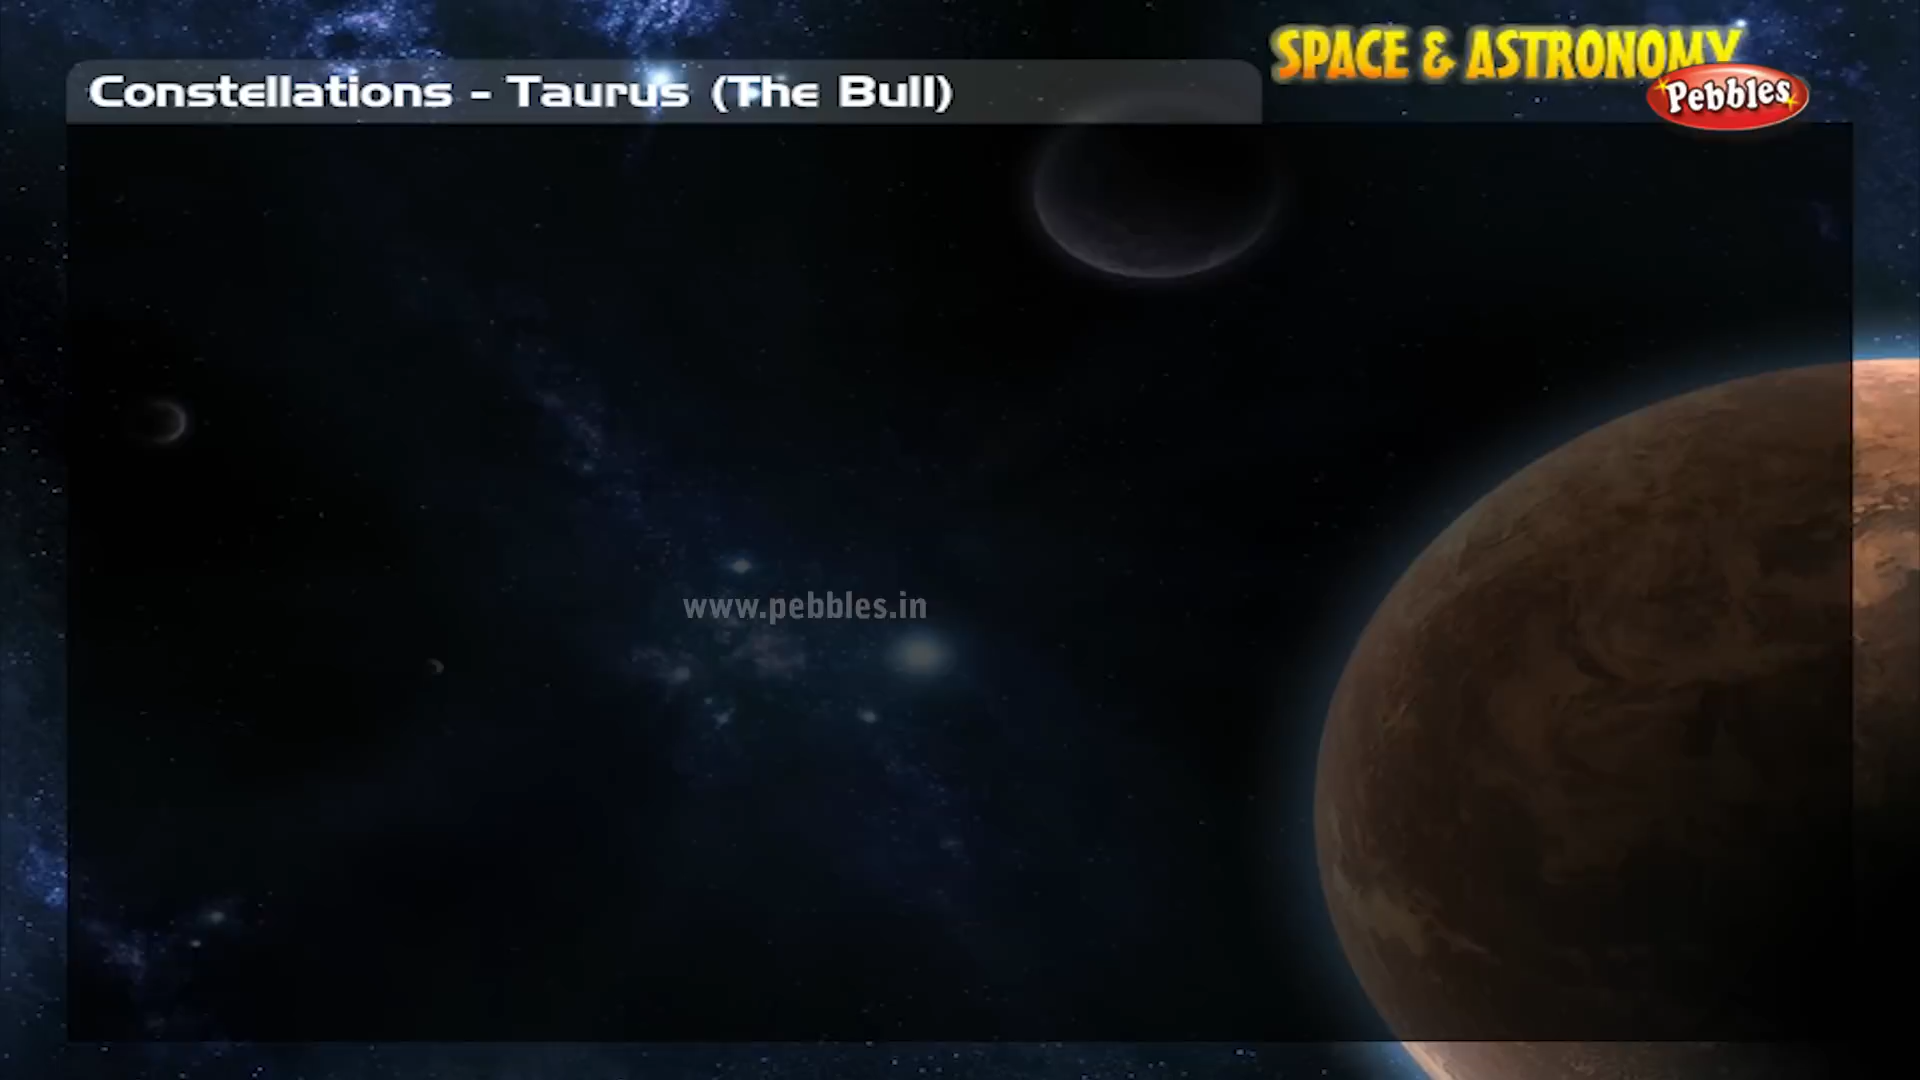 SPACE & ASTRONOMY
Pebbles
Constellations - Taurus (The Bull)
www.pebbles.in